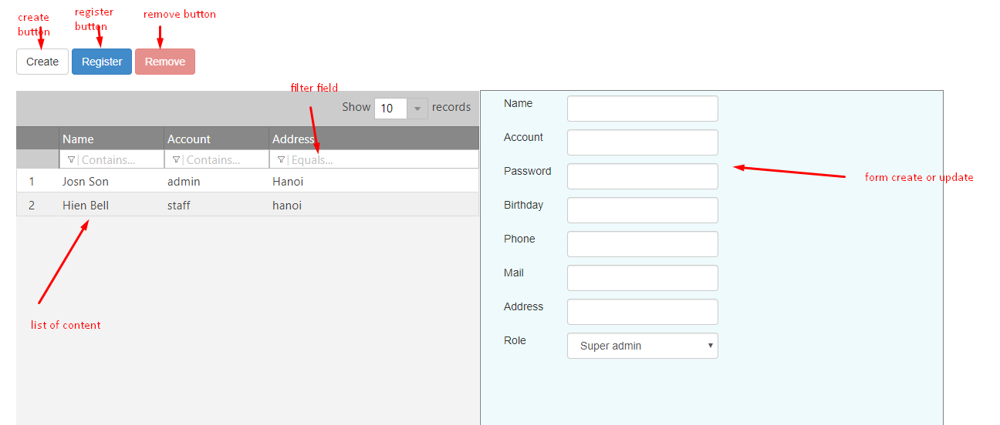 create
button
register
button
remove button
Create
Register
Remove
filter field
Show 10 records
Name Account Address
Contains... Contains... Equals...
1 Josn Son admin Hanoi
2 Hien Bell staff hanoi
list of content
Name
Account
Password
Birthday
Phone
Mail
Address
Role Super admin
form create or update